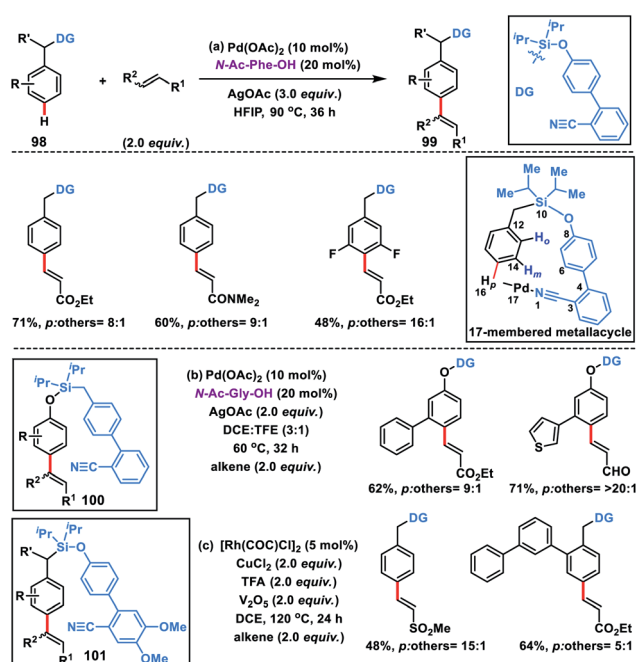 R' DG
R
H
98
+
R² R¹
(2.0 equiv.)
(a) Pd(OAc)₂ (10 mol%)
N-Ac-Phe-OH (20 mol%)
AgOAc (3.0 equiv.)
HFIP, 90 ºC, 36 h
R' DG
R
R²
R¹
99
ⁱPr
ⁱPr-Si-O
DG
N≡C
DG
CO₂Et
71%, p:others= 8:1
DG
CONMe₂
60%, p:others= 9:1
DG
F F
CO₂Et
48%, p:others= 16:1
Me Me
Me Si Me
10
O
8
12
Hₒ
14
Hₘ
6
4
Hₚ
16
Pd
17
N≡C
1
3
17-membered metallacycle
ⁱPr
ⁱPr Si
O
R
N≡C
R²
R¹
100
(b) Pd(OAc)₂ (10 mol%)
N-Ac-Gly-OH (20 mol%)
AgOAc (2.0 equiv.)
DCE:TFE (3:1)
60 ºC, 32 h
alkene (2.0 equiv.)
O DG
CO₂Et
62%, p:others= 9:1
O DG
S
CHO
71%, p:others= >20:1
ⁱPr ⁱPr
R' Si-O
R
N≡C OMe
R²
R¹ OMe
101
(c) [Rh(COC)Cl]₂ (5 mol%)
CuCl₂ (2.0 equiv.)
TFA (2.0 equiv.)
V₂O₅ (2.0 equiv.)
DCE, 120 ºC, 24 h
alkene (2.0 equiv.)
DG
SO₂Me
48%, p:others= 15:1
DG
CO₂Et
64%, p:others= 5:1